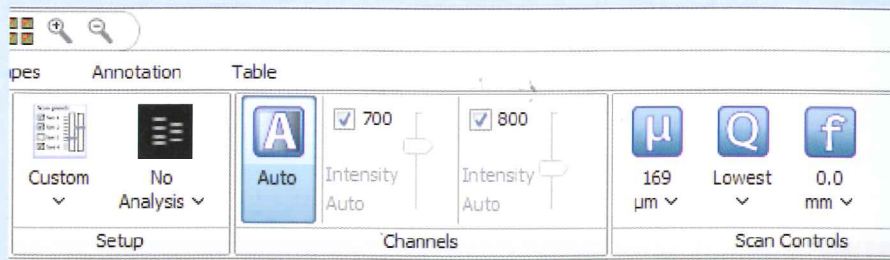 pes Annotation Table
Custom
No Analysis
Setup
A
Auto
700
Intensity
Auto
800
Intensity
Auto
Channels
µ
169 µm
Q
Lowest
f
0.0 mm
Scan Controls